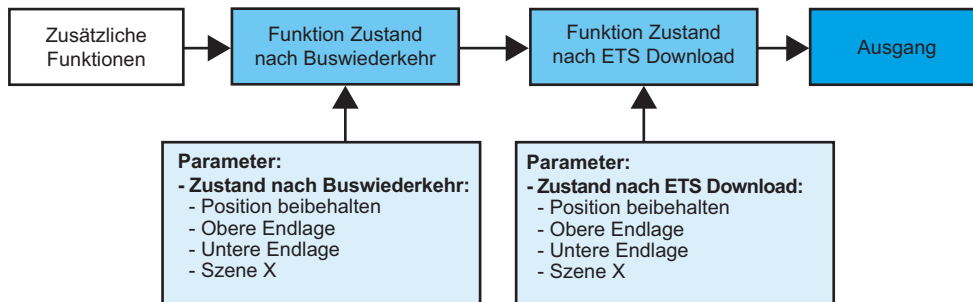 Zusätzliche
Funktionen
Funktion Zustand
nach Buswiederkehr
Funktion Zustand
nach ETS Download
Ausgang
Parameter:
- Zustand nach Buswiederkehr:
- Position beibehalten
- Obere Endlage
- Untere Endlage
- Szene X
Parameter:
- Zustand nach ETS Download:
- Position beibehalten
- Obere Endlage
- Untere Endlage
- Szene X